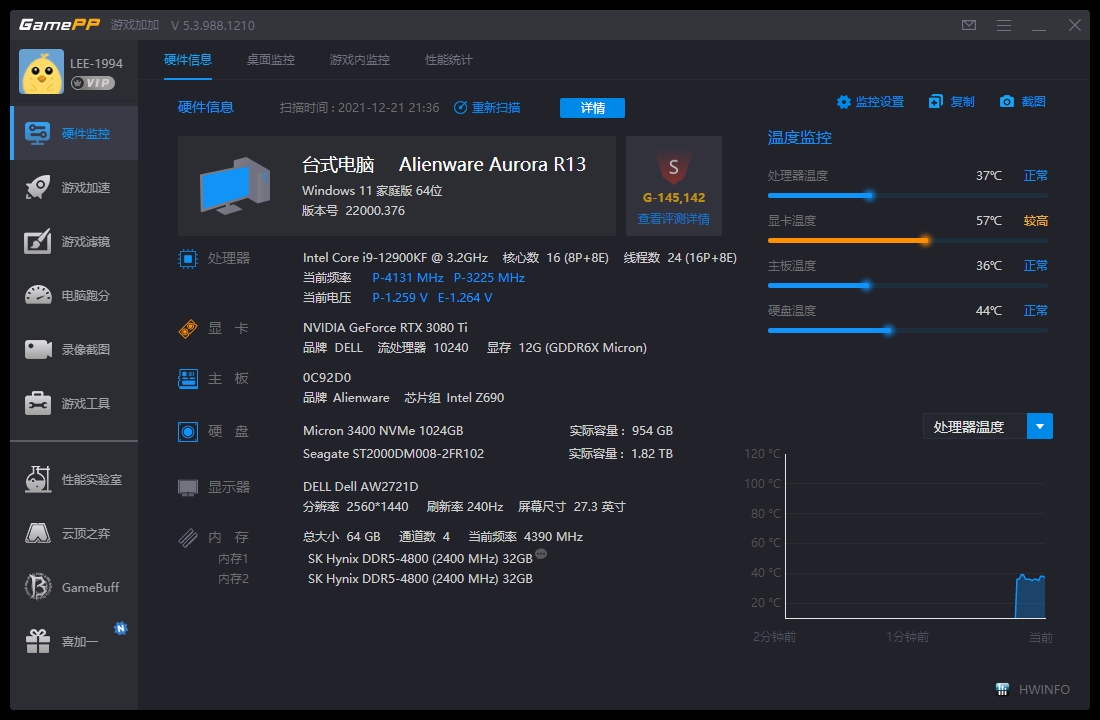 GamePP 游戏加加 V 5.3.988.1210
LEE-1994
VIP
硬件监控
游戏加速
游戏滤镜
电脑跑分
录像截图
游戏工具
性能实验室
云顶之弈
GameBuff
喜加一
N
硬件信息 桌面监控 游戏内监控 性能统计
硬件信息 扫描时间 : 2021-12-21 21:36 重新扫描 详情
监控设置 复制 截图
台式电脑 Alienware Aurora R13
Windows 11 家庭版 64位
版本号 22000.376
S
G-145,142
查看评测详情
处理器 Intel Core i9-12900KF @ 3.2GHz 核心数 16 (8P+8E) 线程数 24 (16P+8E)
当前频率 P-4131 MHz P-3225 MHz
当前电压 P-1.259 V E-1.264 V
显 卡 NVIDIA GeForce RTX 3080 Ti
品牌 DELL 流处理器 10240 显存 12G (GDDR6X Micron)
主 板 0C92D0
品牌 Alienware 芯片组 Intel Z690
硬 盘 Micron 3400 NVMe 1024GB 实际容量 : 954 GB
Seagate ST2000DM008-2FR102 实际容量 : 1.82 TB
显示器 DELL Dell AW2721D
分辨率 2560*1440 刷新率 240Hz 屏幕尺寸 27.3 英寸
内 存 总大小 64 GB 通道数 4 当前频率 4390 MHz
内存1 SK Hynix DDR5-4800 (2400 MHz) 32GB
内存2 SK Hynix DDR5-4800 (2400 MHz) 32GB
温度监控
处理器温度 37℃ 正常
显卡温度 57℃ 较高
主板温度 36℃ 正常
硬盘温度 44℃ 正常
处理器温度
120 ℃
100 ℃
80 ℃
60 ℃
40 ℃
20 ℃
2分钟前 1分钟前 当前
HWINFO